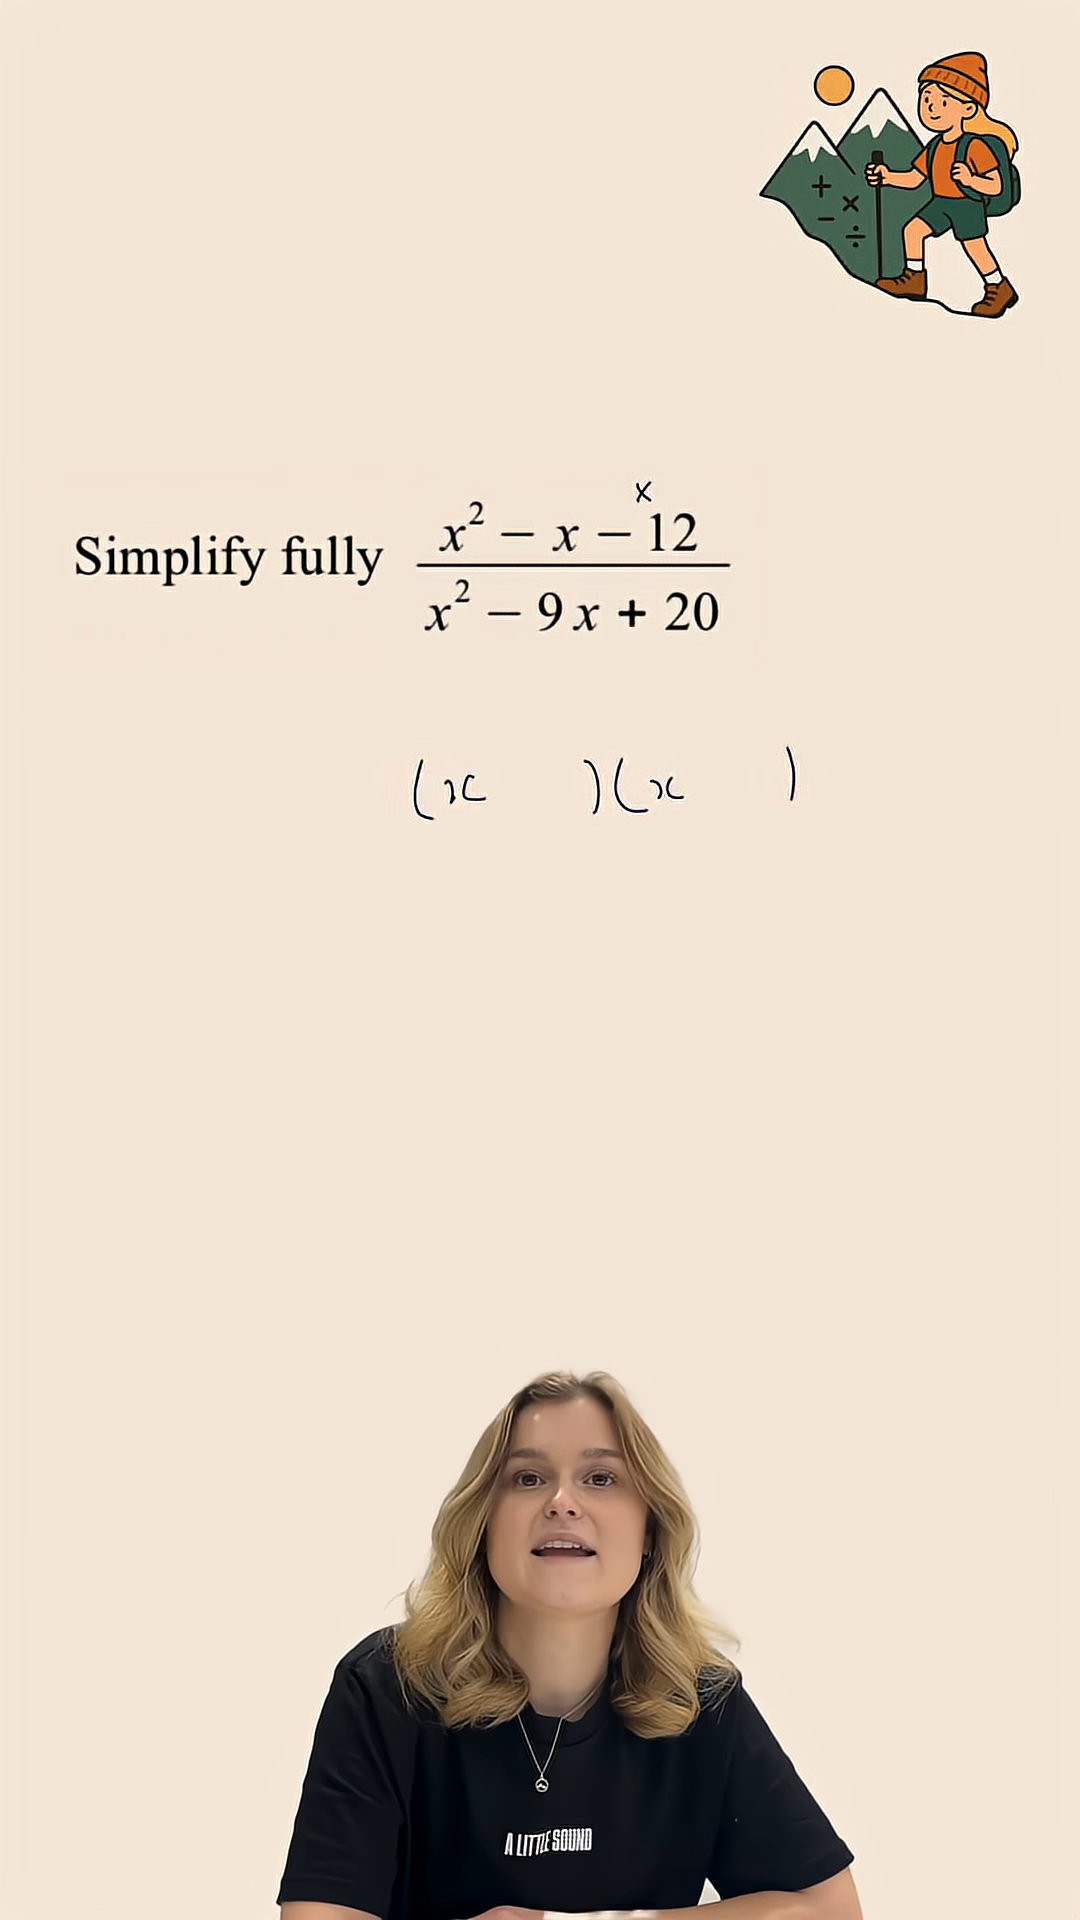 x
Simplify fully (x² − x − 12)/(x² − 9x + 20)
(x )(x )
+
×
−
÷
A LITTLE SOUND